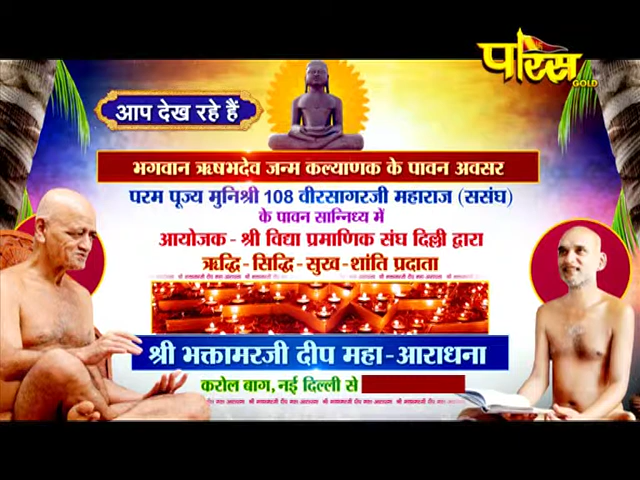 पारस
GOLD
आप देख रहे हैं
भगवान ऋषभदेव जन्म कल्याणक के पावन अवसर
परम पूज्य मुनिश्री 108 वीरसागरजी महाराज (ससंघ)
के पावन सान्निध्य में
आयोजक - श्री विद्या प्रमाणिक संघ दिल्ली द्वारा
ऋद्धि - सिद्धि - सुख - शांति प्रदाता
श्री भक्तामरजी दीप महा - आराधना
करोल बाग, नई दिल्ली से